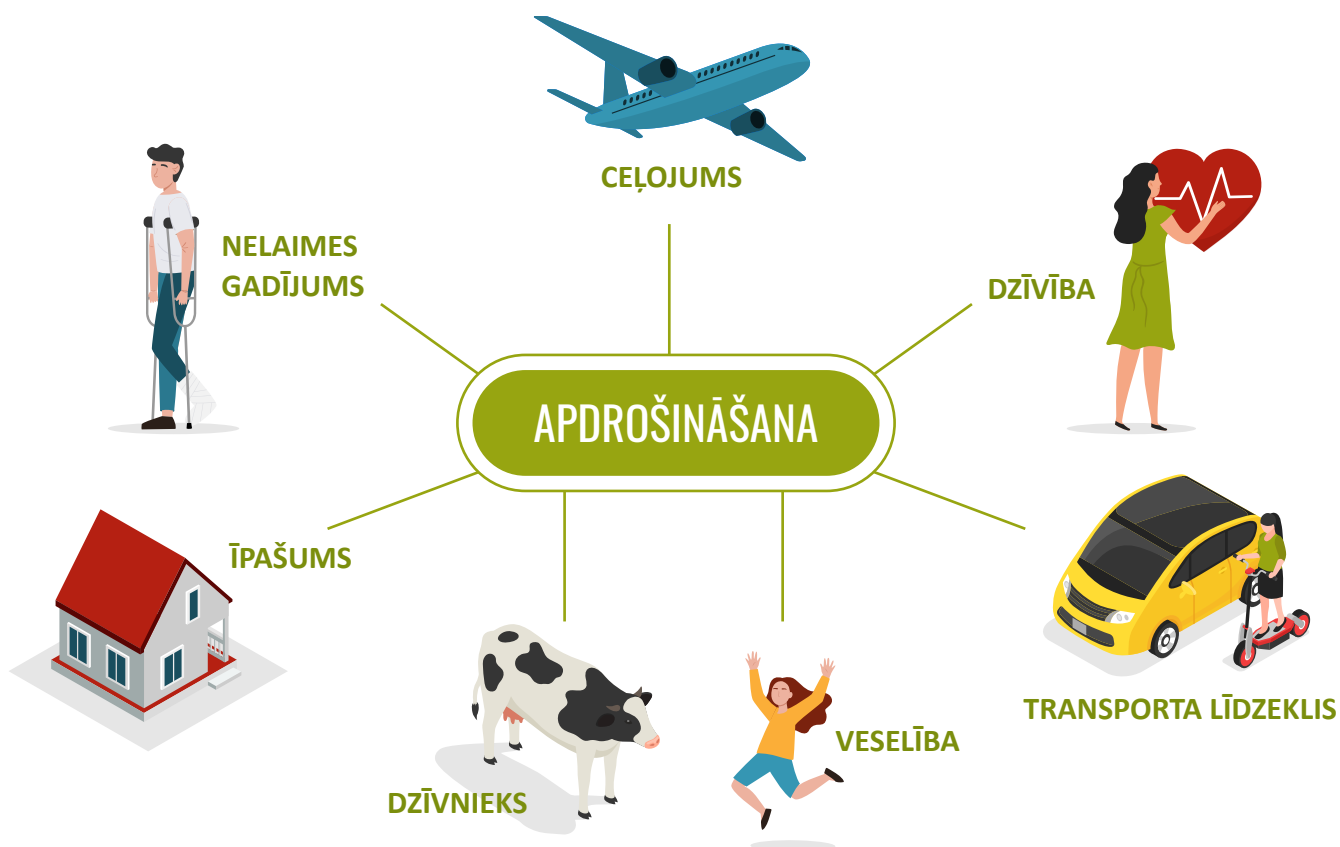 CEĻOJUMS
NELAIMES
GADĪJUMS
DZĪVĪBA
APDROŠINĀŠANA
ĪPAŠUMS
TRANSPORTA LĪDZEKLIS
VESELĪBA
DZĪVNIEKS